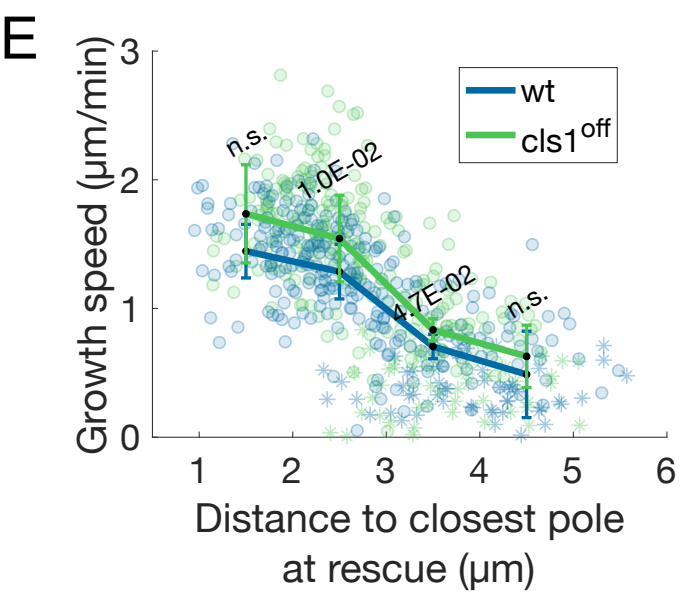 E
Growth speed (μm/min)
3
2
1
0
n.s.
1.0E-02
4.7E-02
n.s.
wt
cls1off
1 2 3 4 5 6
Distance to closest pole
at rescue (μm)